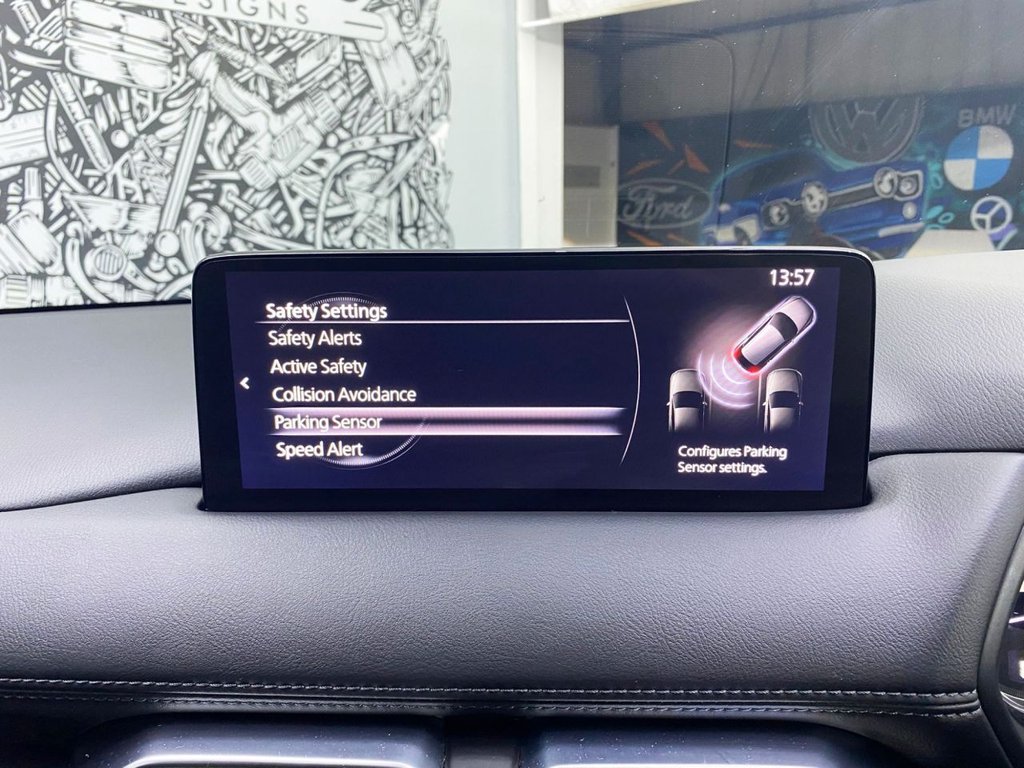 ESIGNS
BMW
Ford
13:57
Safety Settings
Safety Alerts
Active Safety
Collision Avoidance
Parking Sensor
Speed Alert
Configures Parking
Sensor settings.